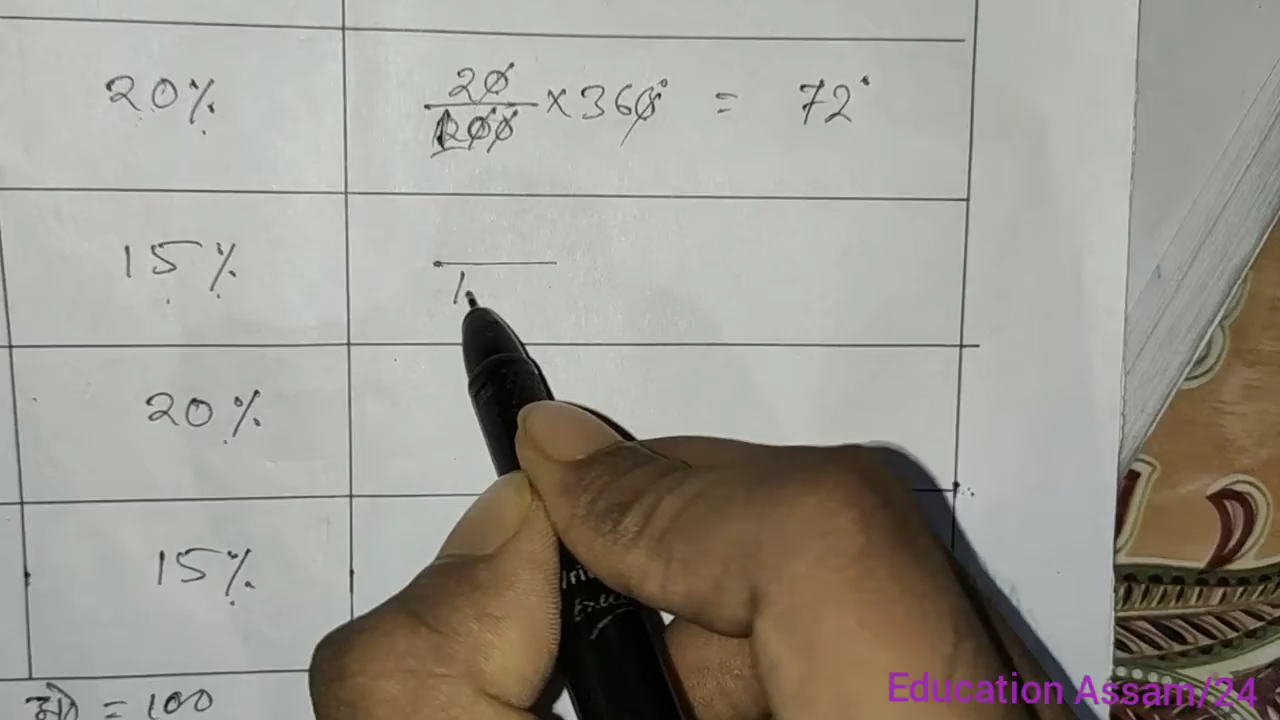 20% 20/100 × 360° = 72°
15% 1
20%
15%
= 100
Education Assam/24